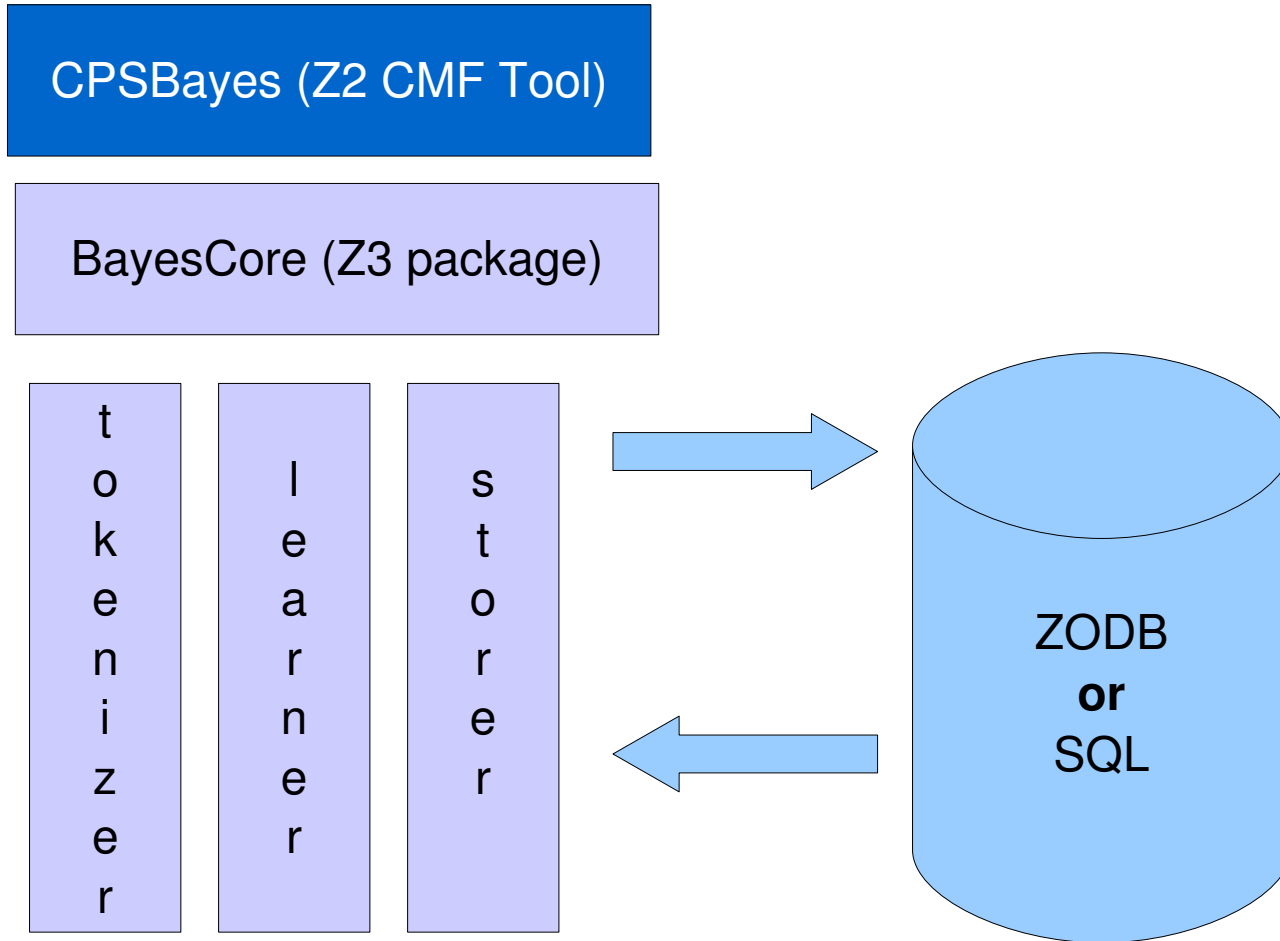 CPSBayes (Z2 CMF Tool)
BayesCore (Z3 package)
tokenizer
learner
storer
ZODB
or
SQL